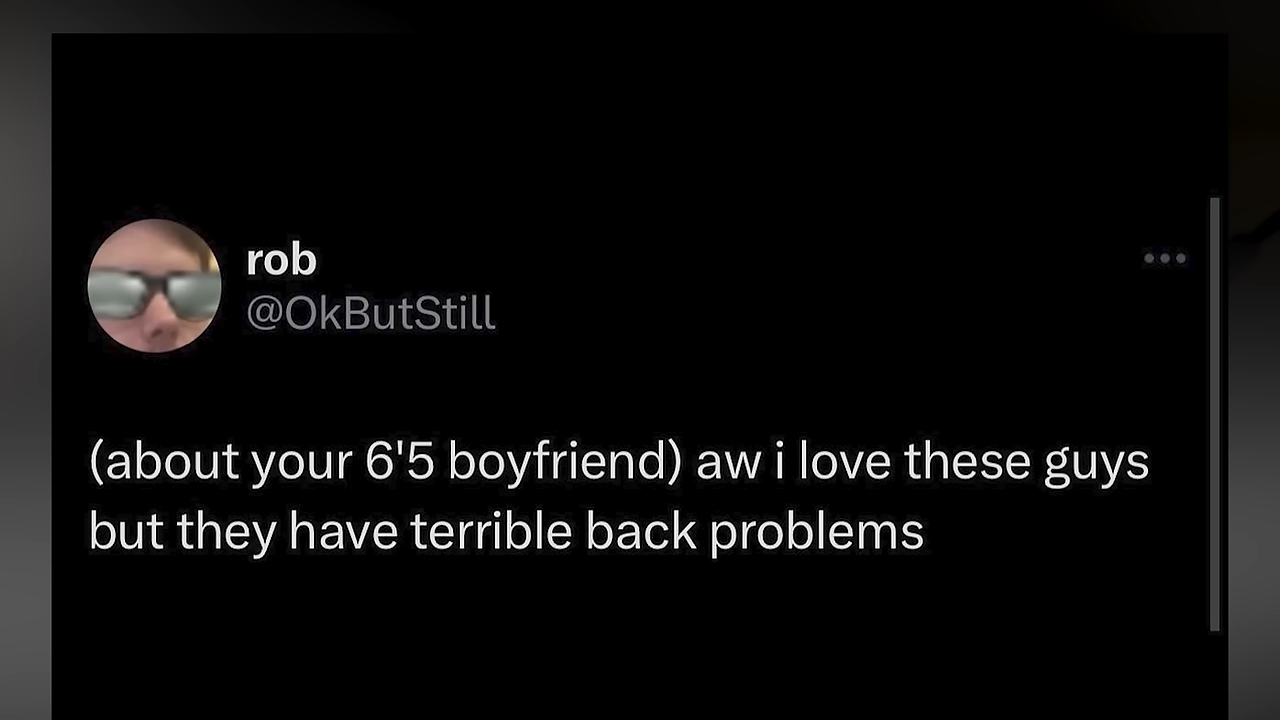 rob
@OkButStill
(about your 6'5 boyfriend) aw i love these guys
but they have terrible back problems